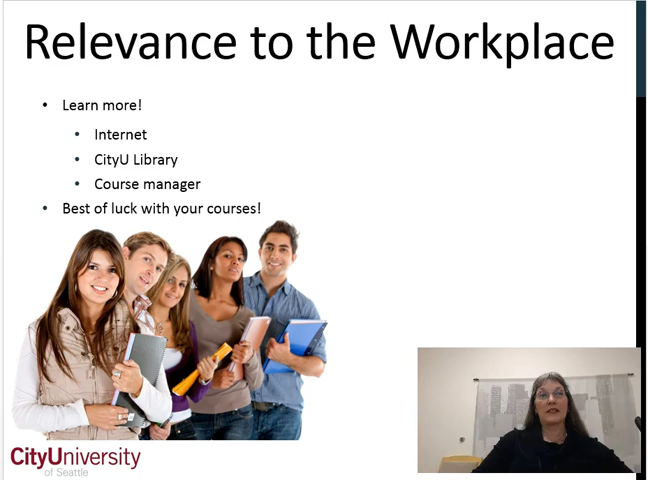 Relevance to the Workplace
• Learn more!
• Internet
• CityU Library
• Course manager
• Best of luck with your courses!
CityUniversity
of Seattle